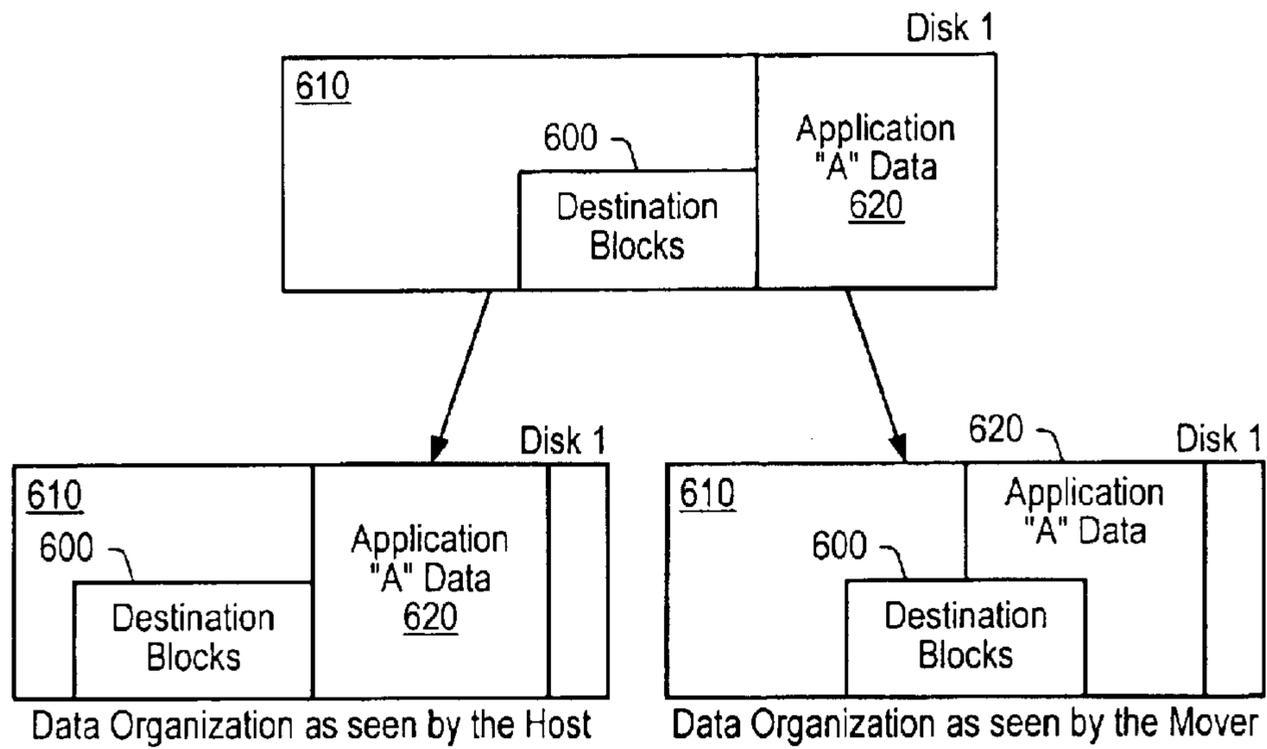 Disk 1
610
600
Application
"A" Data
620
Destination
Blocks
Disk 1
610
600
Application
"A" Data
620
Destination
Blocks
Data Organization as seen by the Host
620
Disk 1
610
Application
"A" Data
600
Destination
Blocks
Data Organization as seen by the Mover